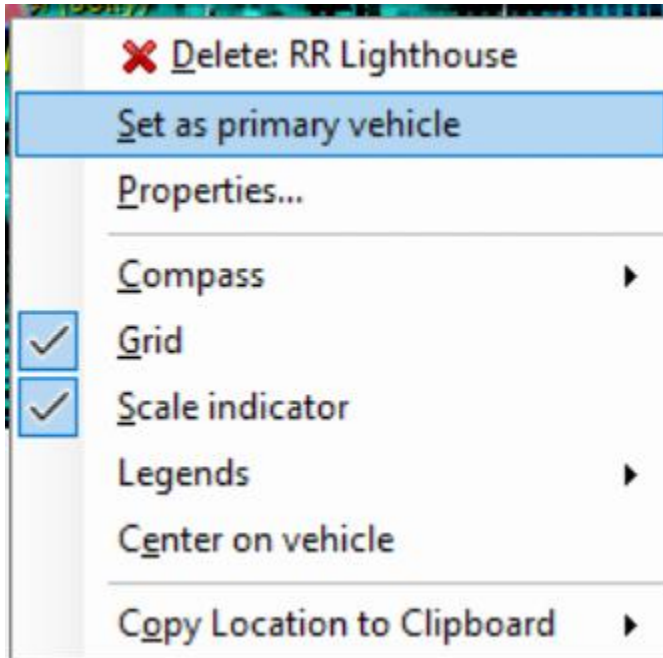 Delete: RR Lighthouse
Set as primary vehicle
Properties...
Compass
Grid
Scale indicator
Legends
Center on vehicle
Copy Location to Clipboard